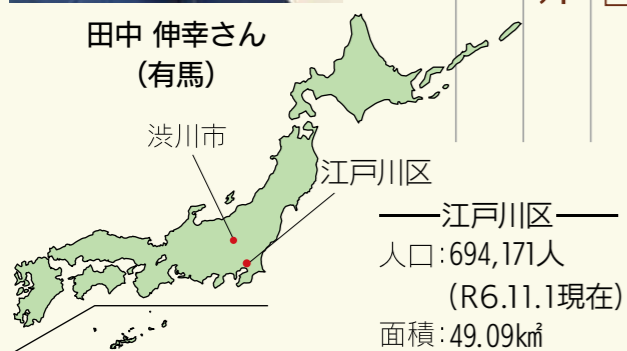 田中 伸幸さん
(有馬)
渋川市
江戸川区
江戸川区
人口:694,171人
(R6.11.1現在)
面積:49.09㎢